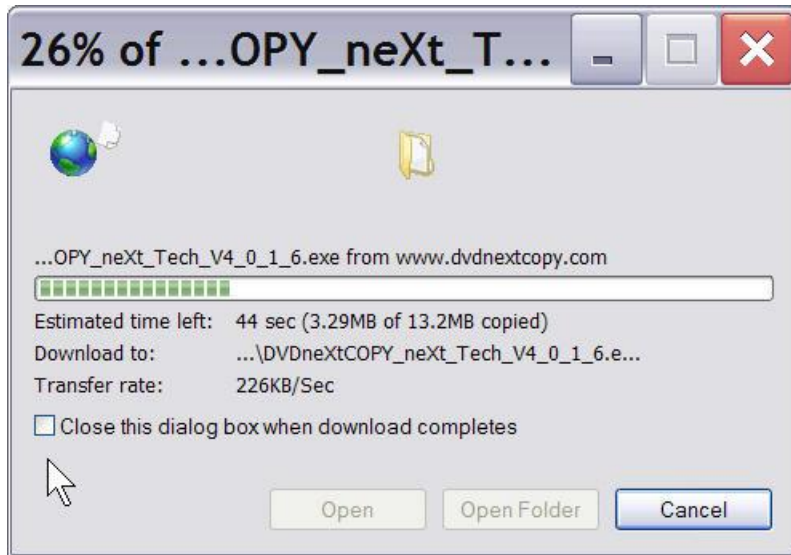 26% of ...OPY_neXt_T...
...OPY_neXt_Tech_V4_0_1_6.exe from www.dvdnextcopy.com
Estimated time left: 44 sec (3.29MB of 13.2MB copied)
Download to: ...\DVDneXtCOPY_neXt_Tech_V4_0_1_6.e...
Transfer rate: 226KB/Sec
Close this dialog box when download completes
Open Open Folder Cancel